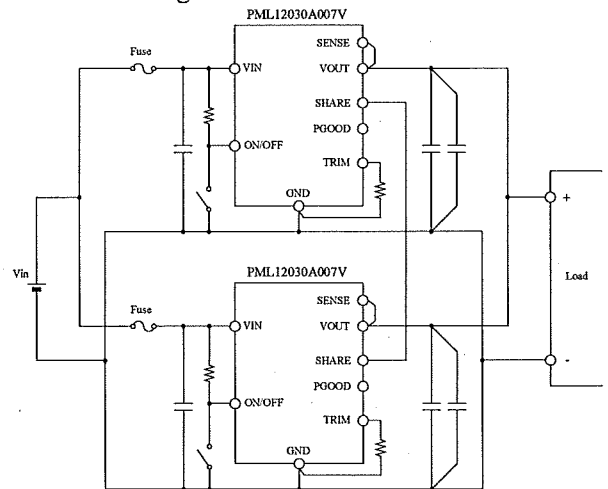 PML12030A007V
SENSE
Fuse
VIN
VOUT
SHARE
PGOOD
ON/OFF
TRIM
GND
+
Vin
Load
PML12030A007V
SENSE
Fuse
VIN
VOUT
SHARE
-
PGOOD
ON/OFF
TRIM
GND